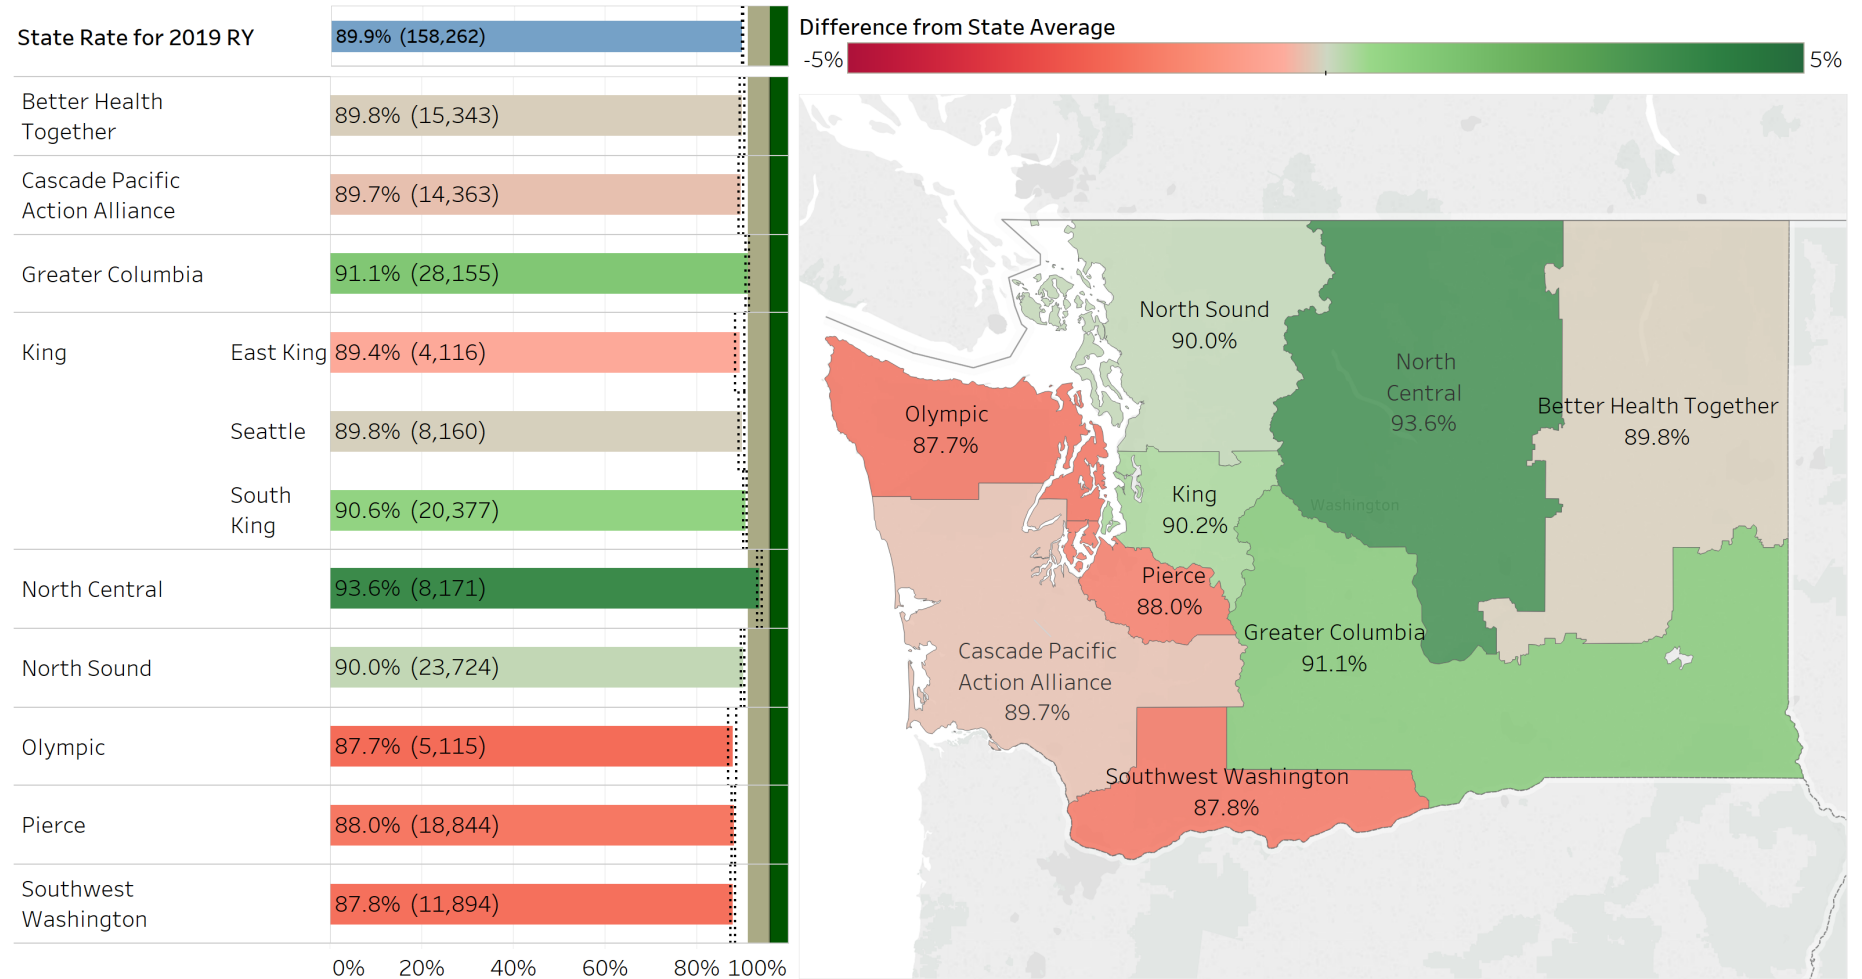 State Rate for 2019 RY
89.9% (158,262)
Better Health
Together
89.8% (15,343)
Cascade Pacific
Action Alliance
89.7% (14,363)
Greater Columbia
91.1% (28,155)
King
East King
89.4% (4,116)
Seattle
89.8% (8,160)
South
King
90.6% (20,377)
North Central
93.6% (8,171)
North Sound
90.0% (23,724)
Olympic
87.7% (5,115)
Pierce
88.0% (18,844)
Southwest
Washington
87.8% (11,894)
0% 20% 40% 60% 80% 100%
Difference from State Average
-5% 5%
North Sound
90.0%
North
Central
93.6%
Better Health Together
89.8%
Olympic
87.7%
King
90.2%
Washington
Pierce
88.0%
Greater Columbia
91.1%
Cascade Pacific
Action Alliance
89.7%
Southwest Washington
87.8%